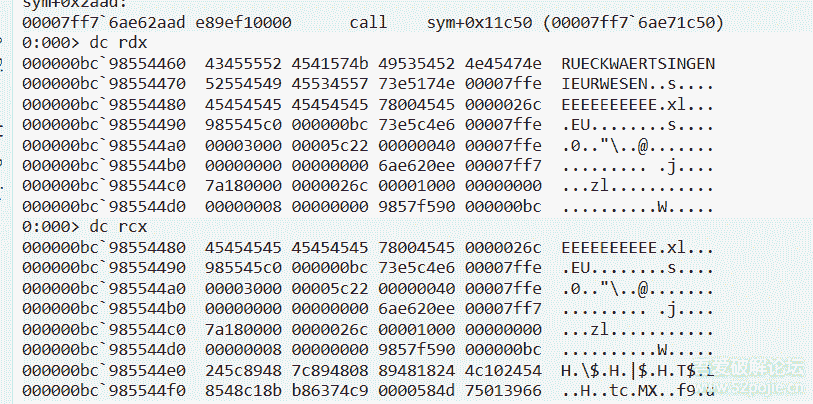 sym+0x2aad:
00007ff7`6ae62aad e89ef10000      call    sym+0x11c50 (00007ff7`6ae71c50)
0:000> dc rdx
000000bc`98554460  43455552 4541574b 49535452 4e45474e  RUECKWAERTSINGEN
000000bc`98554470  52554549 45534557 73e5174e 00007ffe  IEURWESEN..s....
000000bc`98554480  45454545 45454545 78004545 0000026c  EEEEEEEEEE.xl...
000000bc`98554490  985545c0 000000bc 73e5c4e6 00007ffe  .EU........s....
000000bc`985544a0  00003000 00005c22 00000040 00007ffe  .0.."\..@.......
000000bc`985544b0  00000000 00000000 6ae620ee 00007ff7  ......... .j....
000000bc`985544c0  7a180000 0000026c 00001000 00000000  ...zl...........
000000bc`985544d0  00000008 00000000 9857f590 000000bc  ..........W.....
0:000> dc rcx
000000bc`98554480  45454545 45454545 78004545 0000026c  EEEEEEEEEE.xl...
000000bc`98554490  985545c0 000000bc 73e5c4e6 00007ffe  .EU........s....
000000bc`985544a0  00003000 00005c22 00000040 00007ffe  .0.."\..@.......
000000bc`985544b0  00000000 00000000 6ae620ee 00007ff7  ......... .j....
000000bc`985544c0  7a180000 0000026c 00001000 00000000  ...zl...........
000000bc`985544d0  00000008 00000000 9857f590 000000bc  ..........W.....
000000bc`985544e0  245c8948 7c894808 89481824 4c102454  H.\$.H.|$.H.T$.L
000000bc`985544f0  8548c18b b86374c9 0000584d 75013966  ..H..tc.MX..f9.u
吾爱破解论坛
www.52pojie.cn